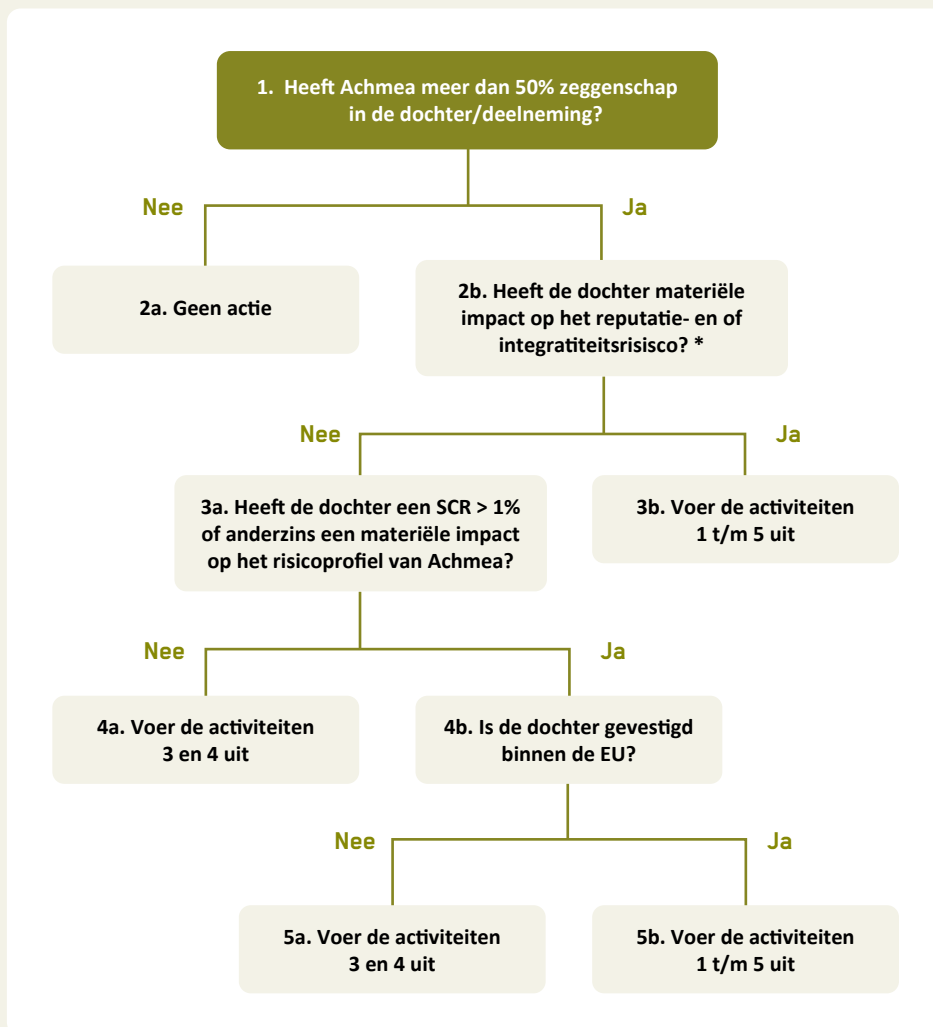 1. Heeft Achmea meer dan 50% zeggenschap
in de dochter/deelneming?
Nee
Ja
2a. Geen actie
2b. Heeft de dochter materiële
impact op het reputatie- en of
integratiteitsrisisco? *
Nee
Ja
3a. Heeft de dochter een SCR > 1%
of anderzins een materiële impact
op het risicoprofiel van Achmea?
3b. Voer de activiteiten
1 t/m 5 uit
Nee
Ja
4a. Voer de activiteiten
3 en 4 uit
4b. Is de dochter gevestigd
binnen de EU?
Nee
Ja
5a. Voer de activiteiten
3 en 4 uit
5b. Voer de activiteiten
1 t/m 5 uit